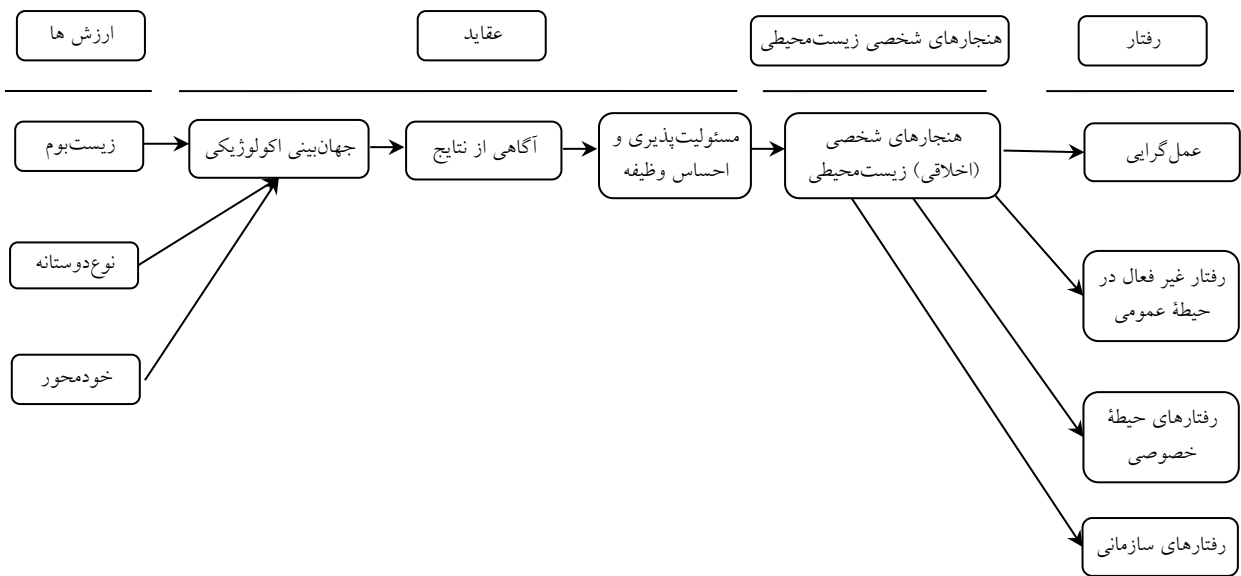 ارزش ها
عقاید
هنجارهای شخصی زیست‌محیطی
رفتار
زیست‌بوم
جهان‌بینی اکولوژیکی
آگاهی از نتایج
مسئولیت‌پذیری و
احساس وظیفه
هنجارهای شخصی
(اخلاقی) زیست‌محیطی
عمل‌گرایی
نوع‌دوستانه
رفتار غیر فعال در
حیطهٔ عمومی
خودمحور
رفتارهای حیطهٔ
خصوصی
رفتارهای سازمانی